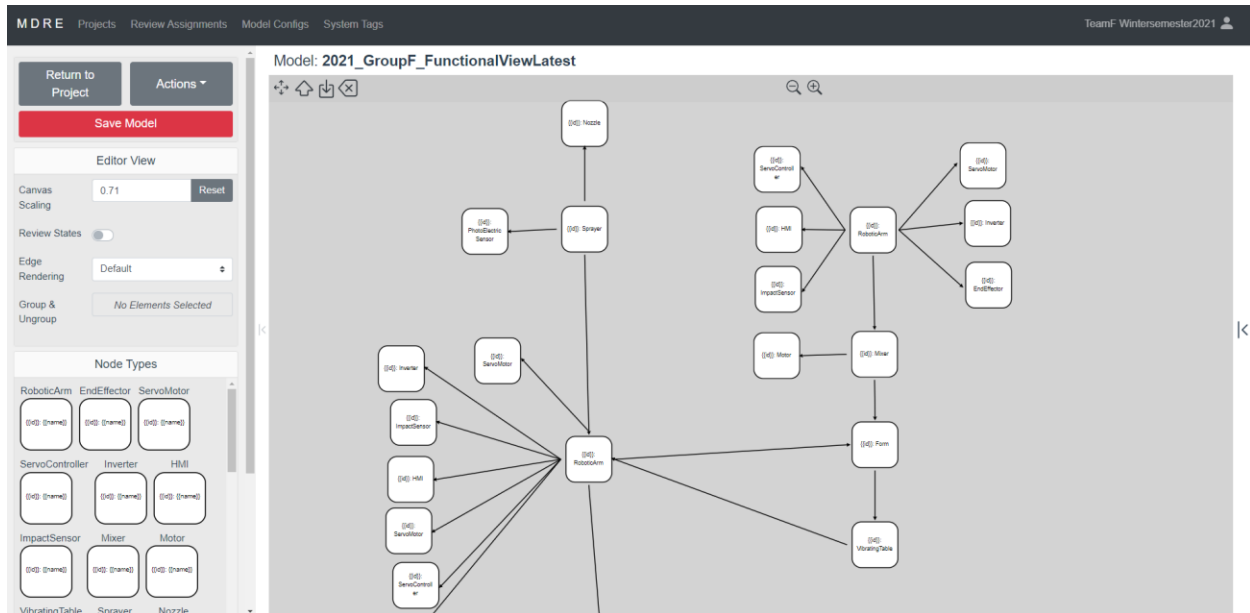 MDRE Projects Review Assignments Model Configs System Tags TeamF Wintersemester2021
Return to
Project
Actions
Save Model
Editor View
Canvas
Scaling
0.71
Reset
Review States
Edge
Rendering
Default
Group &
Ungroup
No Elements Selected
Node Types
RoboticArm EndEffector ServoMotor
{{id}}: {{name}} {{id}}: {{name}} {{id}}: {{name}}
ServoController Inverter HMI
{{id}}: {{name}} {{id}}: {{name}} {{id}}: {{name}}
ImpactSensor Mixer Motor
{{id}}: {{name}} {{id}}: {{name}} {{id}}: {{name}}
VibratingTable Sprayer Nozzle
Model: 2021_GroupF_FunctionalViewLatest
{{id}}: Nozzle
{{id}}:
PhotoElectric
Sensor
{{id}}: Sprayer
{{id}}:
ServoControll
er
{{id}}:
ServoMotor
{{id}}: HMI
{{id}}:
RoboticArm
{{id}}: Inverter
{{id}}:
ImpactSensor
{{id}}:
EndEffector
{{id}}: Motor
{{id}}: Mixer
{{id}}: Inverter
{{id}}:
ServoMotor
{{id}}:
ImpactSensor
{{id}}: HMI
{{id}}:
RoboticArm
{{id}}: Form
{{id}}:
ServoMotor
{{id}}:
VibratingTable
{{id}}:
ServoControll
er